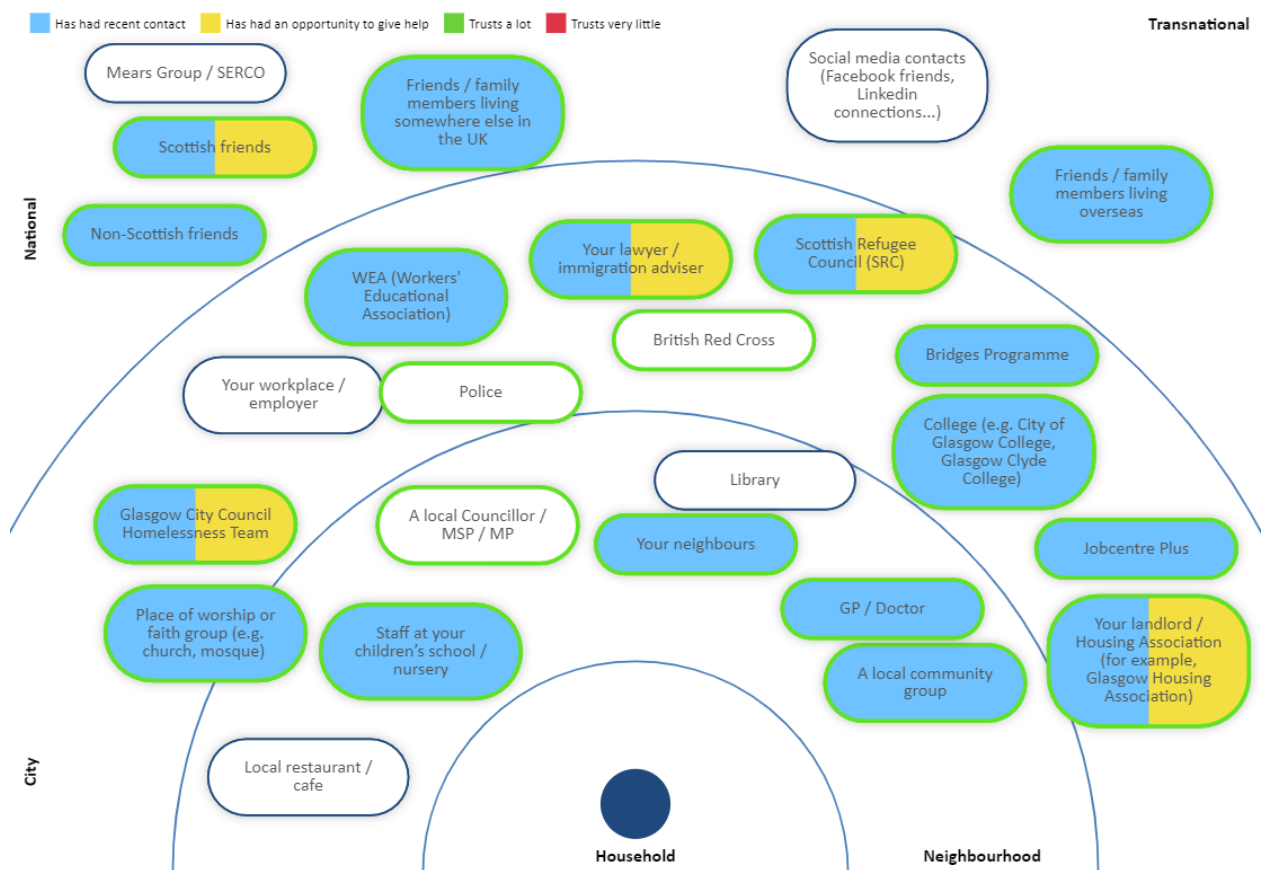 Has had recent contact
Has had an opportunity to give help
Trusts a lot
Trusts very little
Transnational
Mears Group / SERCO
Social media contacts
(Facebook friends,
Linkedin
connections...)
Friends / family
members living
somewhere else in
the UK
Scottish friends
Friends / family
members living
overseas
National
Non-Scottish friends
Your lawyer /
immigration adviser
Scottish Refugee
Council (SRC)
WEA (Workers'
Educational
Association)
British Red Cross
Bridges Programme
Your workplace /
employer
Police
College (e.g. City of
Glasgow College,
Glasgow Clyde
College)
Library
Glasgow City Council
Homelessness Team
A local Councillor /
MSP / MP
Your neighbours
Jobcentre Plus
Place of worship or
faith group (e.g.
church, mosque)
Staff at your
children’s school /
nursery
GP / Doctor
Your landlord /
Housing Association
(for example,
Glasgow Housing
Association)
A local community
group
City
Local restaurant /
cafe
Household
Neighbourhood